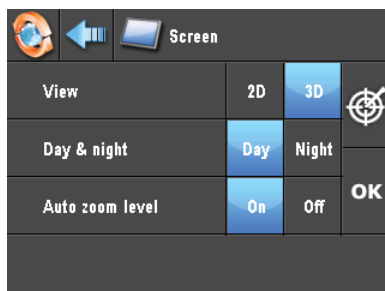 Screen
View 2D 3D
Day & night Day Night
Auto zoom level On Off
OK